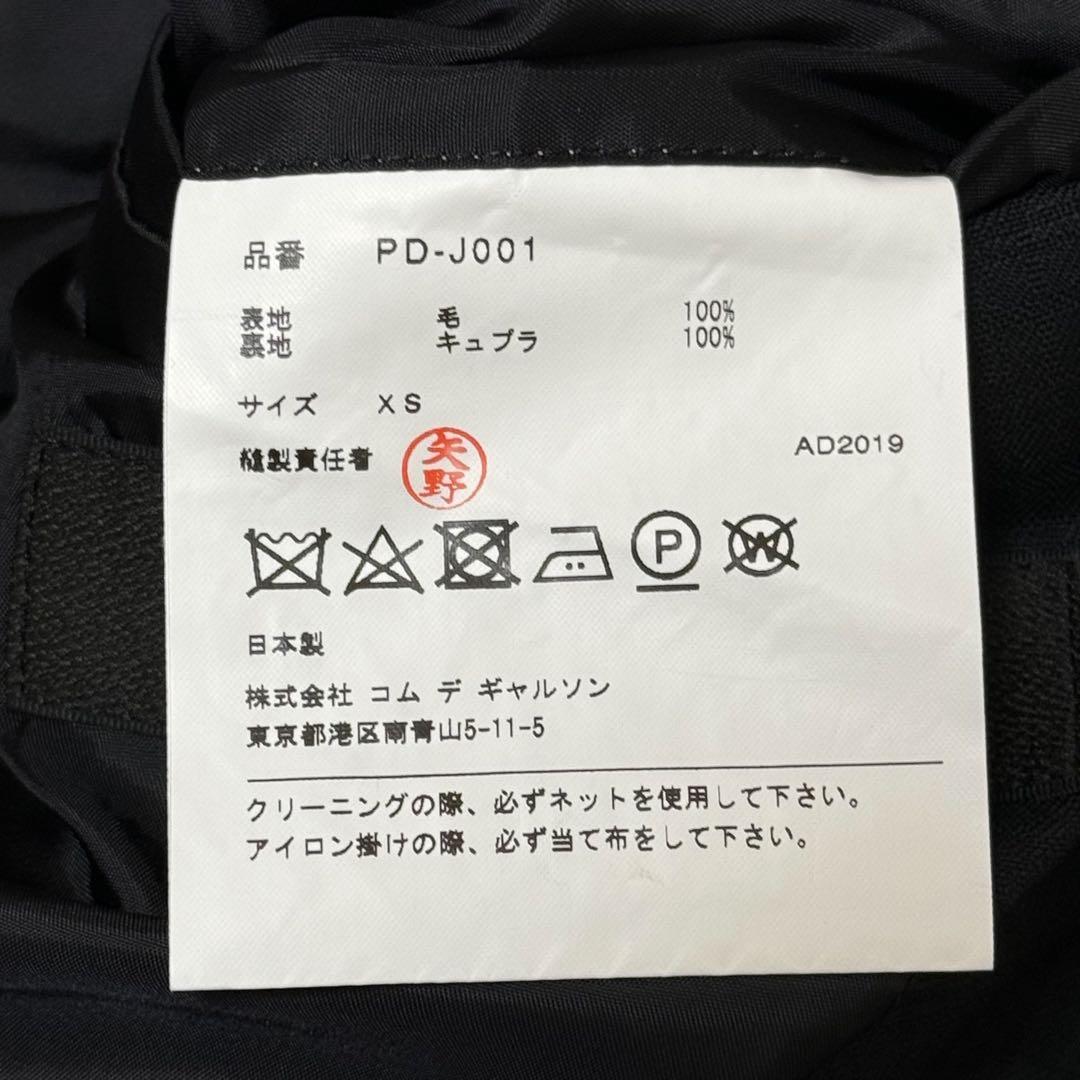 品番 PD-J001
表地 毛 100%
裏地 キュプラ 100%
サイズ XS
縫製責任者 矢野
AD2019
P W
日本製
株式会社 コム デ ギャルソン
東京都港区南青山5-11-5
クリーニングの際、必ずネットを使用して下さい。
アイロン掛けの際、必ず当て布をして下さい。